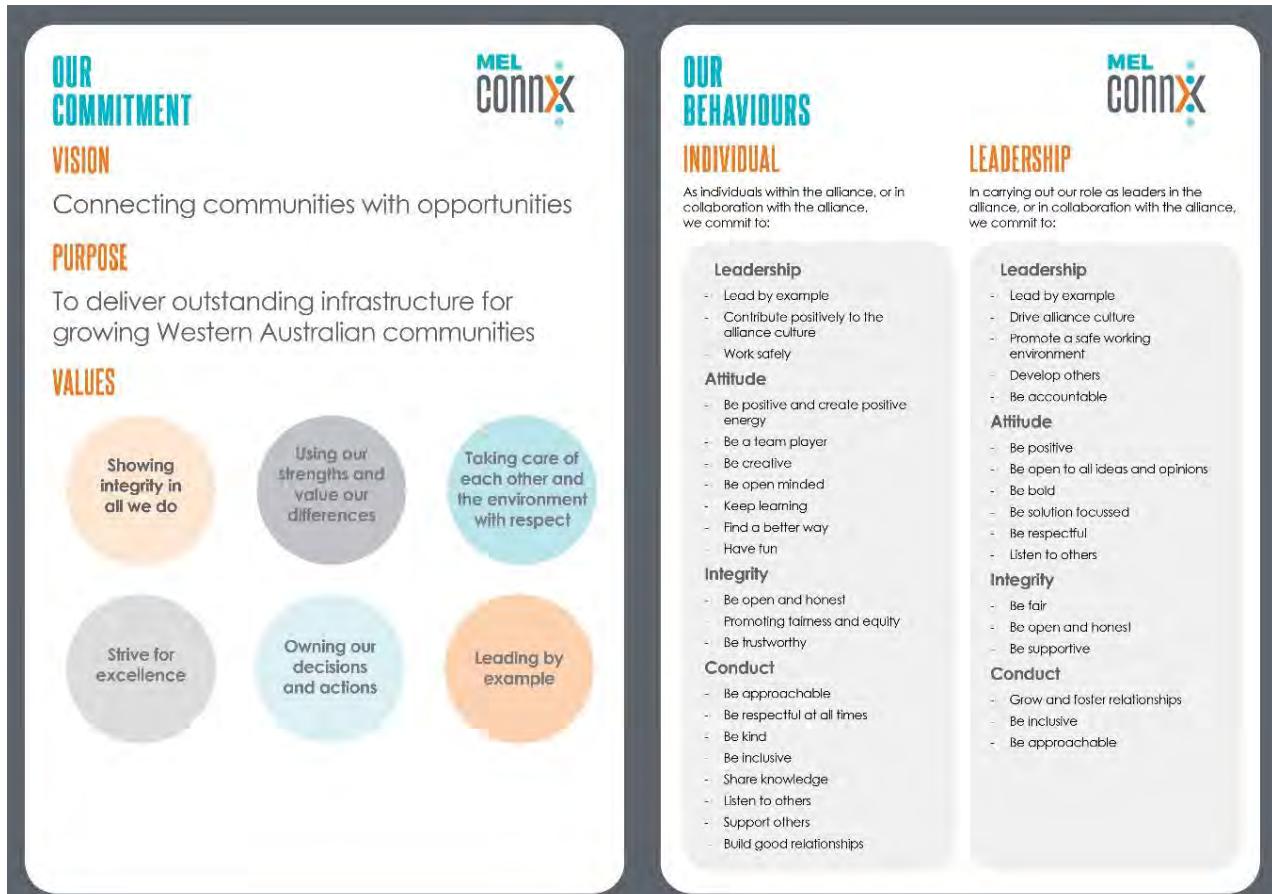 OUR
COMMITMENT
MEL
CONNX
VISION
Connecting communities with opportunities
PURPOSE
To deliver outstanding infrastructure for
growing Western Australian communities
VALUES
Showing
integrity in
all we do
Using our
strengths and
value our
differences
Taking care of
each other and
the environment
with respect
Strive for
excellence
Owning our
decisions
and actions
Leading by
example
OUR
BEHAVIOURS
MEL
CONNX
INDIVIDUAL
As individuals within the alliance, or in
collaboration with the alliance,
we commit to:
Leadership
- Lead by example
- Contribute positively to the
alliance culture
- Work safely
Attitude
- Be positive and create positive
energy
- Be a team player
- Be creative
- Be open minded
- Keep learning
- Find a better way
- Have fun
Integrity
- Be open and honest
- Promoting fairness and equity
- Be trustworthy
Conduct
- Be approachable
- Be respectful at all times
- Be kind
- Be inclusive
- Share knowledge
- Listen to others
- Support others
- Build good relationships
LEADERSHIP
In carrying out our role as leaders in the
alliance, or in collaboration with the alliance,
we commit to:
Leadership
- Lead by example
- Drive alliance culture
- Promote a safe working
environment
- Develop others
- Be accountable
Attitude
- Be positive
- Be open to all ideas and opinions
- Be bold
- Be solution focussed
- Be respectful
- Listen to others
Integrity
- Be fair
- Be open and honest
- Be supportive
Conduct
- Grow and foster relationships
- Be inclusive
- Be approachable